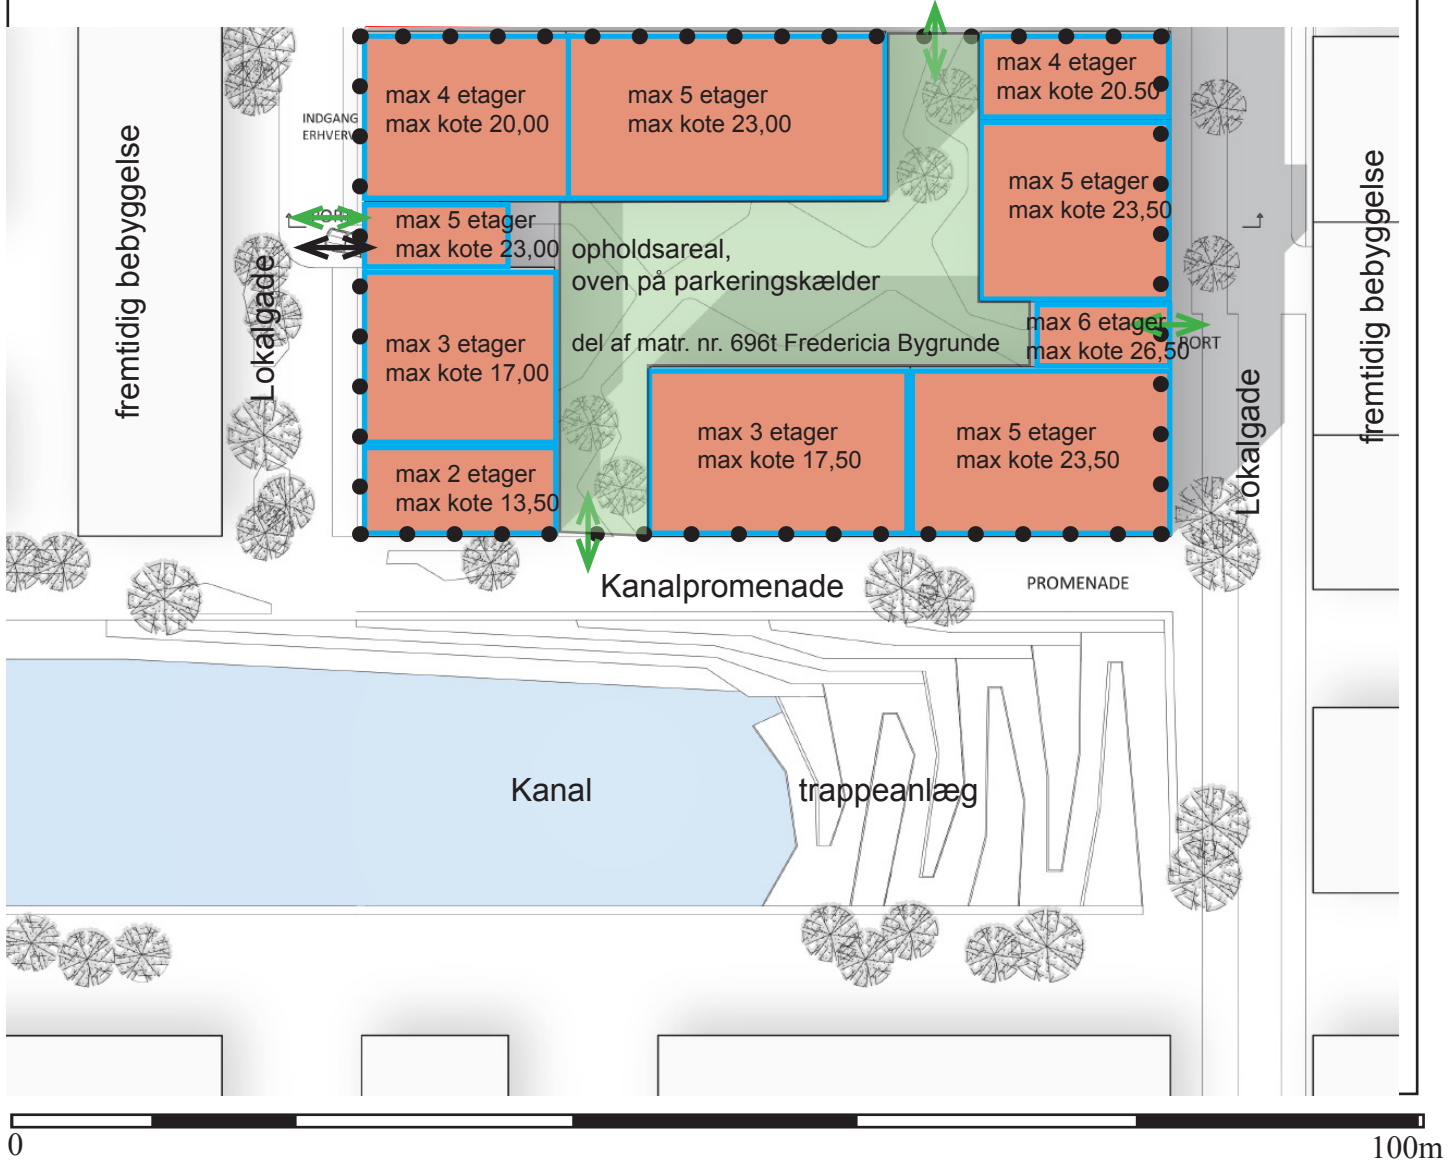 max 4 etager
max kote 20,00
max 5 etager
max kote 23,00
max 4 etager
max kote 20.50
INDGANG
ERHVERV
max 5 etager
max kote 23,50
max 5 etager
max kote 23,00
opholdsareal,
oven på parkeringskælder
del af matr. nr. 696t Fredericia Bygrunde
max 6 etager
max kote 26,50
PORT
max 3 etager
max kote 17,00
max 3 etager
max kote 17,50
max 5 etager
max kote 23,50
max 2 etager
max kote 13,50
fremtidig bebyggelse
Lokalgade
Lokalgade
fremtidig bebyggelse
Kanalpromenade
PROMENADE
Kanal
trappeanlæg
0
100m